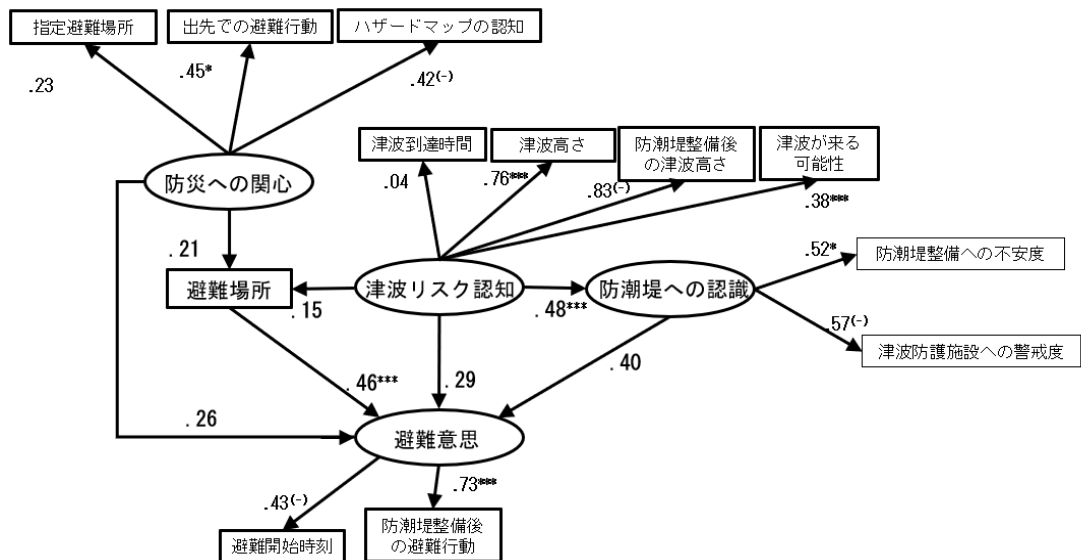 指定避難場所
出先での避難行動
ハザードマップの認知
.23
.45*
.42(-)
津波到達時間
津波高さ
防潮堤整備後
の津波高さ
津波が来る
可能性
.04
.76***
.83(-)
.38***
防災への関心
.21
避難場所
.15
津波リスク認知
.48***
防潮堤への認識
.52*
防潮堤整備への不安度
.57(-)
津波防護施設への警戒度
.46***
.29
.40
.26
避難意思
.43(-)
.73***
避難開始時刻
防潮堤整備後
の避難行動